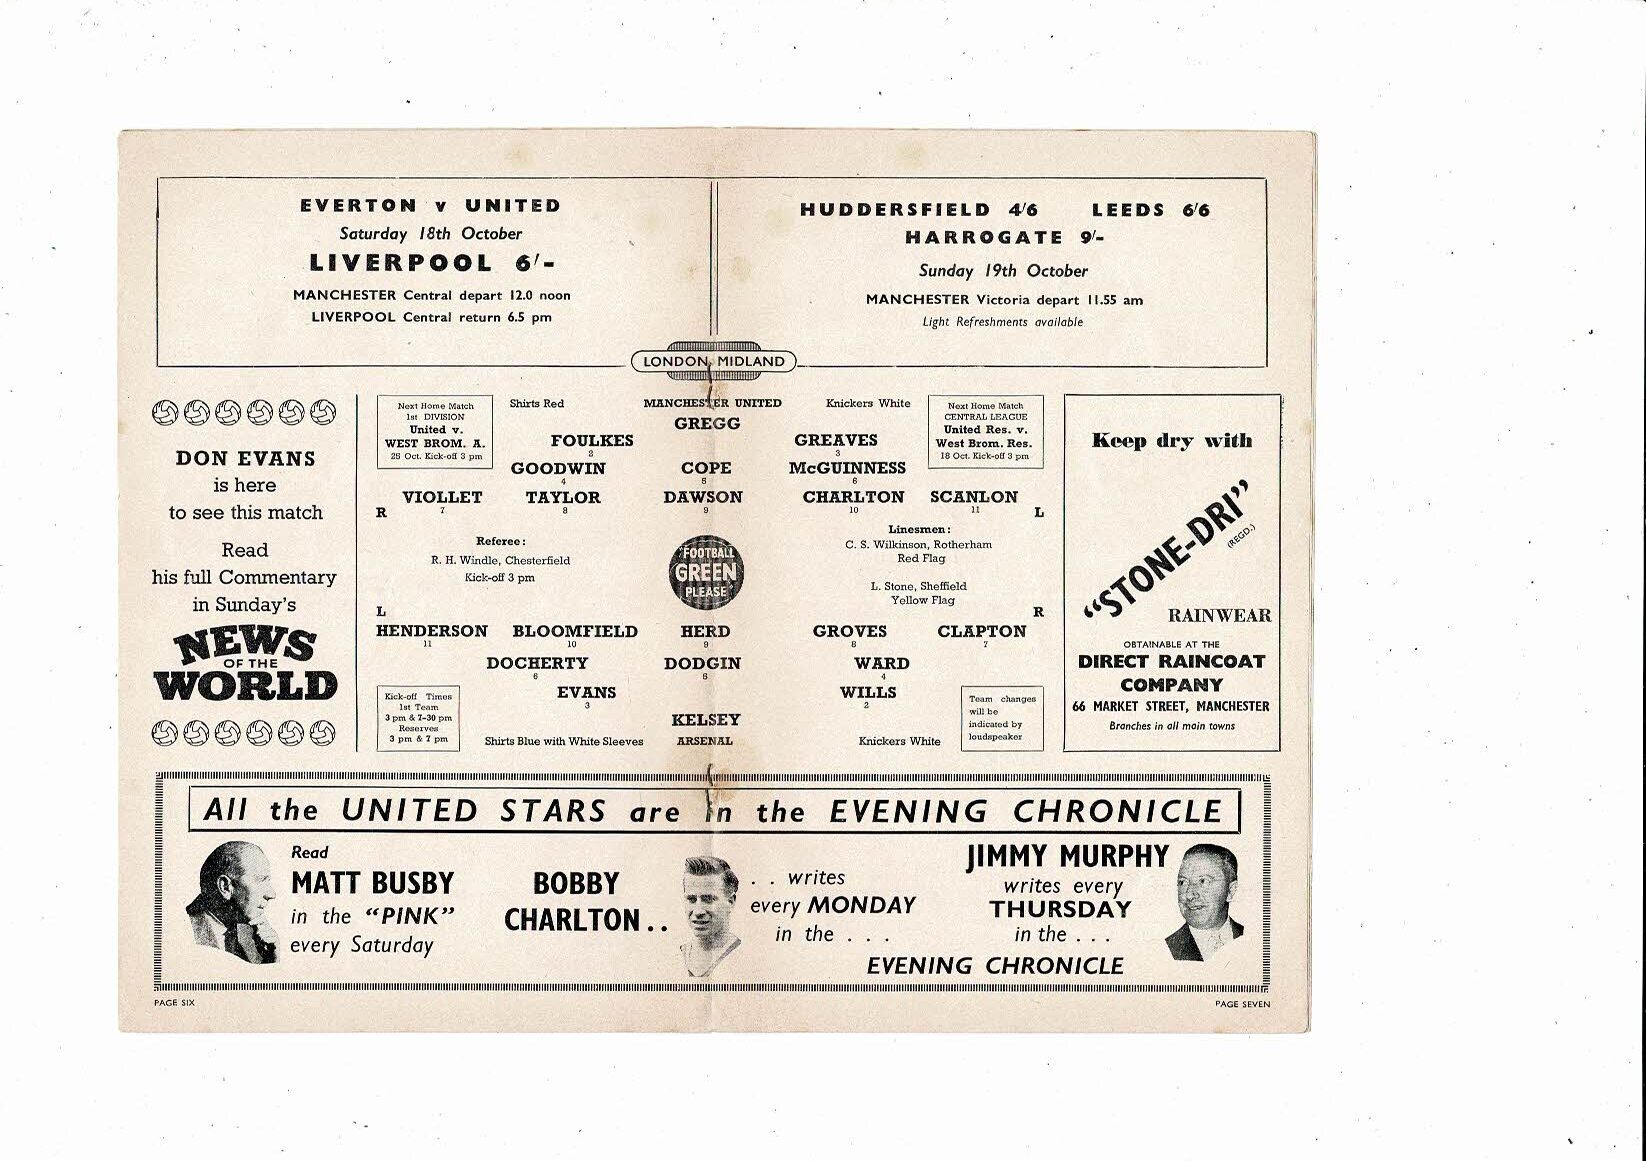 EVERTON v UNITED
Saturday 18th October
LIVERPOOL 6/-
MANCHESTER Central depart 12.0 noon
LIVERPOOL Central return 6.5 pm
HUDDERSFIELD 4/6 LEEDS 6/6
HARROGATE 9/-
Sunday 19th October
MANCHESTER Victoria depart 11.55 am
Light Refreshments available
LONDON MIDLAND
DON EVANS
is here
to see this match
Read
his full Commentary
in Sunday's
NEWS
OF THE
WORLD
Next Home Match
1st DIVISION
United v.
WEST BROM. A.
25 Oct. Kick-off 3 pm
Shirts Red
MANCHESTER UNITED
Knickers White
Next Home Match
CENTRAL LEAGUE
United Res. v.
West Brom. Res.
18 Oct. Kick-off 3 pm
GREGG
FOULKES GREAVES
2 3
GOODWIN COPE McGUINNESS
4 5 6
VIOLLET TAYLOR DAWSON CHARLTON SCANLON
R 7 8 9 10 11 L
Referee:
R. H. Windle, Chesterfield
Kick-off 3 pm
"FOOTBALL
GREEN
PLEASE"
Linesmen:
C. S. Wilkinson, Rotherham
Red Flag
L. Stone, Sheffield
Yellow Flag
L R
HENDERSON BLOOMFIELD HERD GROVES CLAPTON
11 10 9 8 7
DOCHERTY DODGIN WARD
6 5 4
EVANS WILLS
3 2
KELSEY
Kick-off Times
1st Team
3 pm & 7-30 pm
Reserves
3 pm & 7 pm
Shirts Blue with White Sleeves
ARSENAL
Knickers White
Team changes
will be
indicated by
loudspeaker
Keep dry with
"STONE-DRI"
(REGD.)
RAINWEAR
OBTAINABLE AT THE
DIRECT RAINCOAT
COMPANY
66 MARKET STREET, MANCHESTER
Branches in all main towns
All the UNITED STARS are in the EVENING CHRONICLE
Read
MATT BUSBY
in the "PINK"
every Saturday
BOBBY
CHARLTON . .
. . writes
every MONDAY
in the . . .
JIMMY MURPHY
writes every
THURSDAY
in the . . .
EVENING CHRONICLE
PAGE SIX
PAGE SEVEN